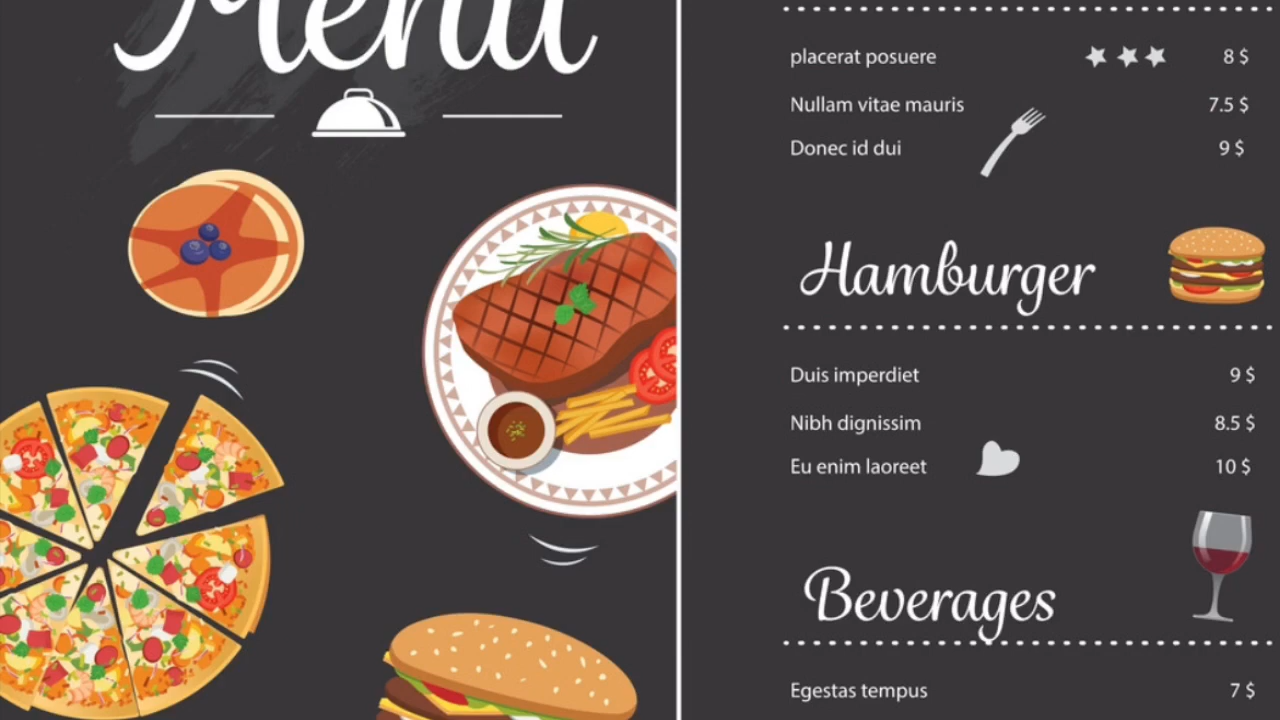 Menu
placerat posuere 8 $
Nullam vitae mauris 7.5 $
Donec id dui 9 $
Hamburger
Duis imperdiet 9 $
Nibh dignissim 8.5 $
Eu enim laoreet 10 $
Beverages
Egestas tempus 7 $